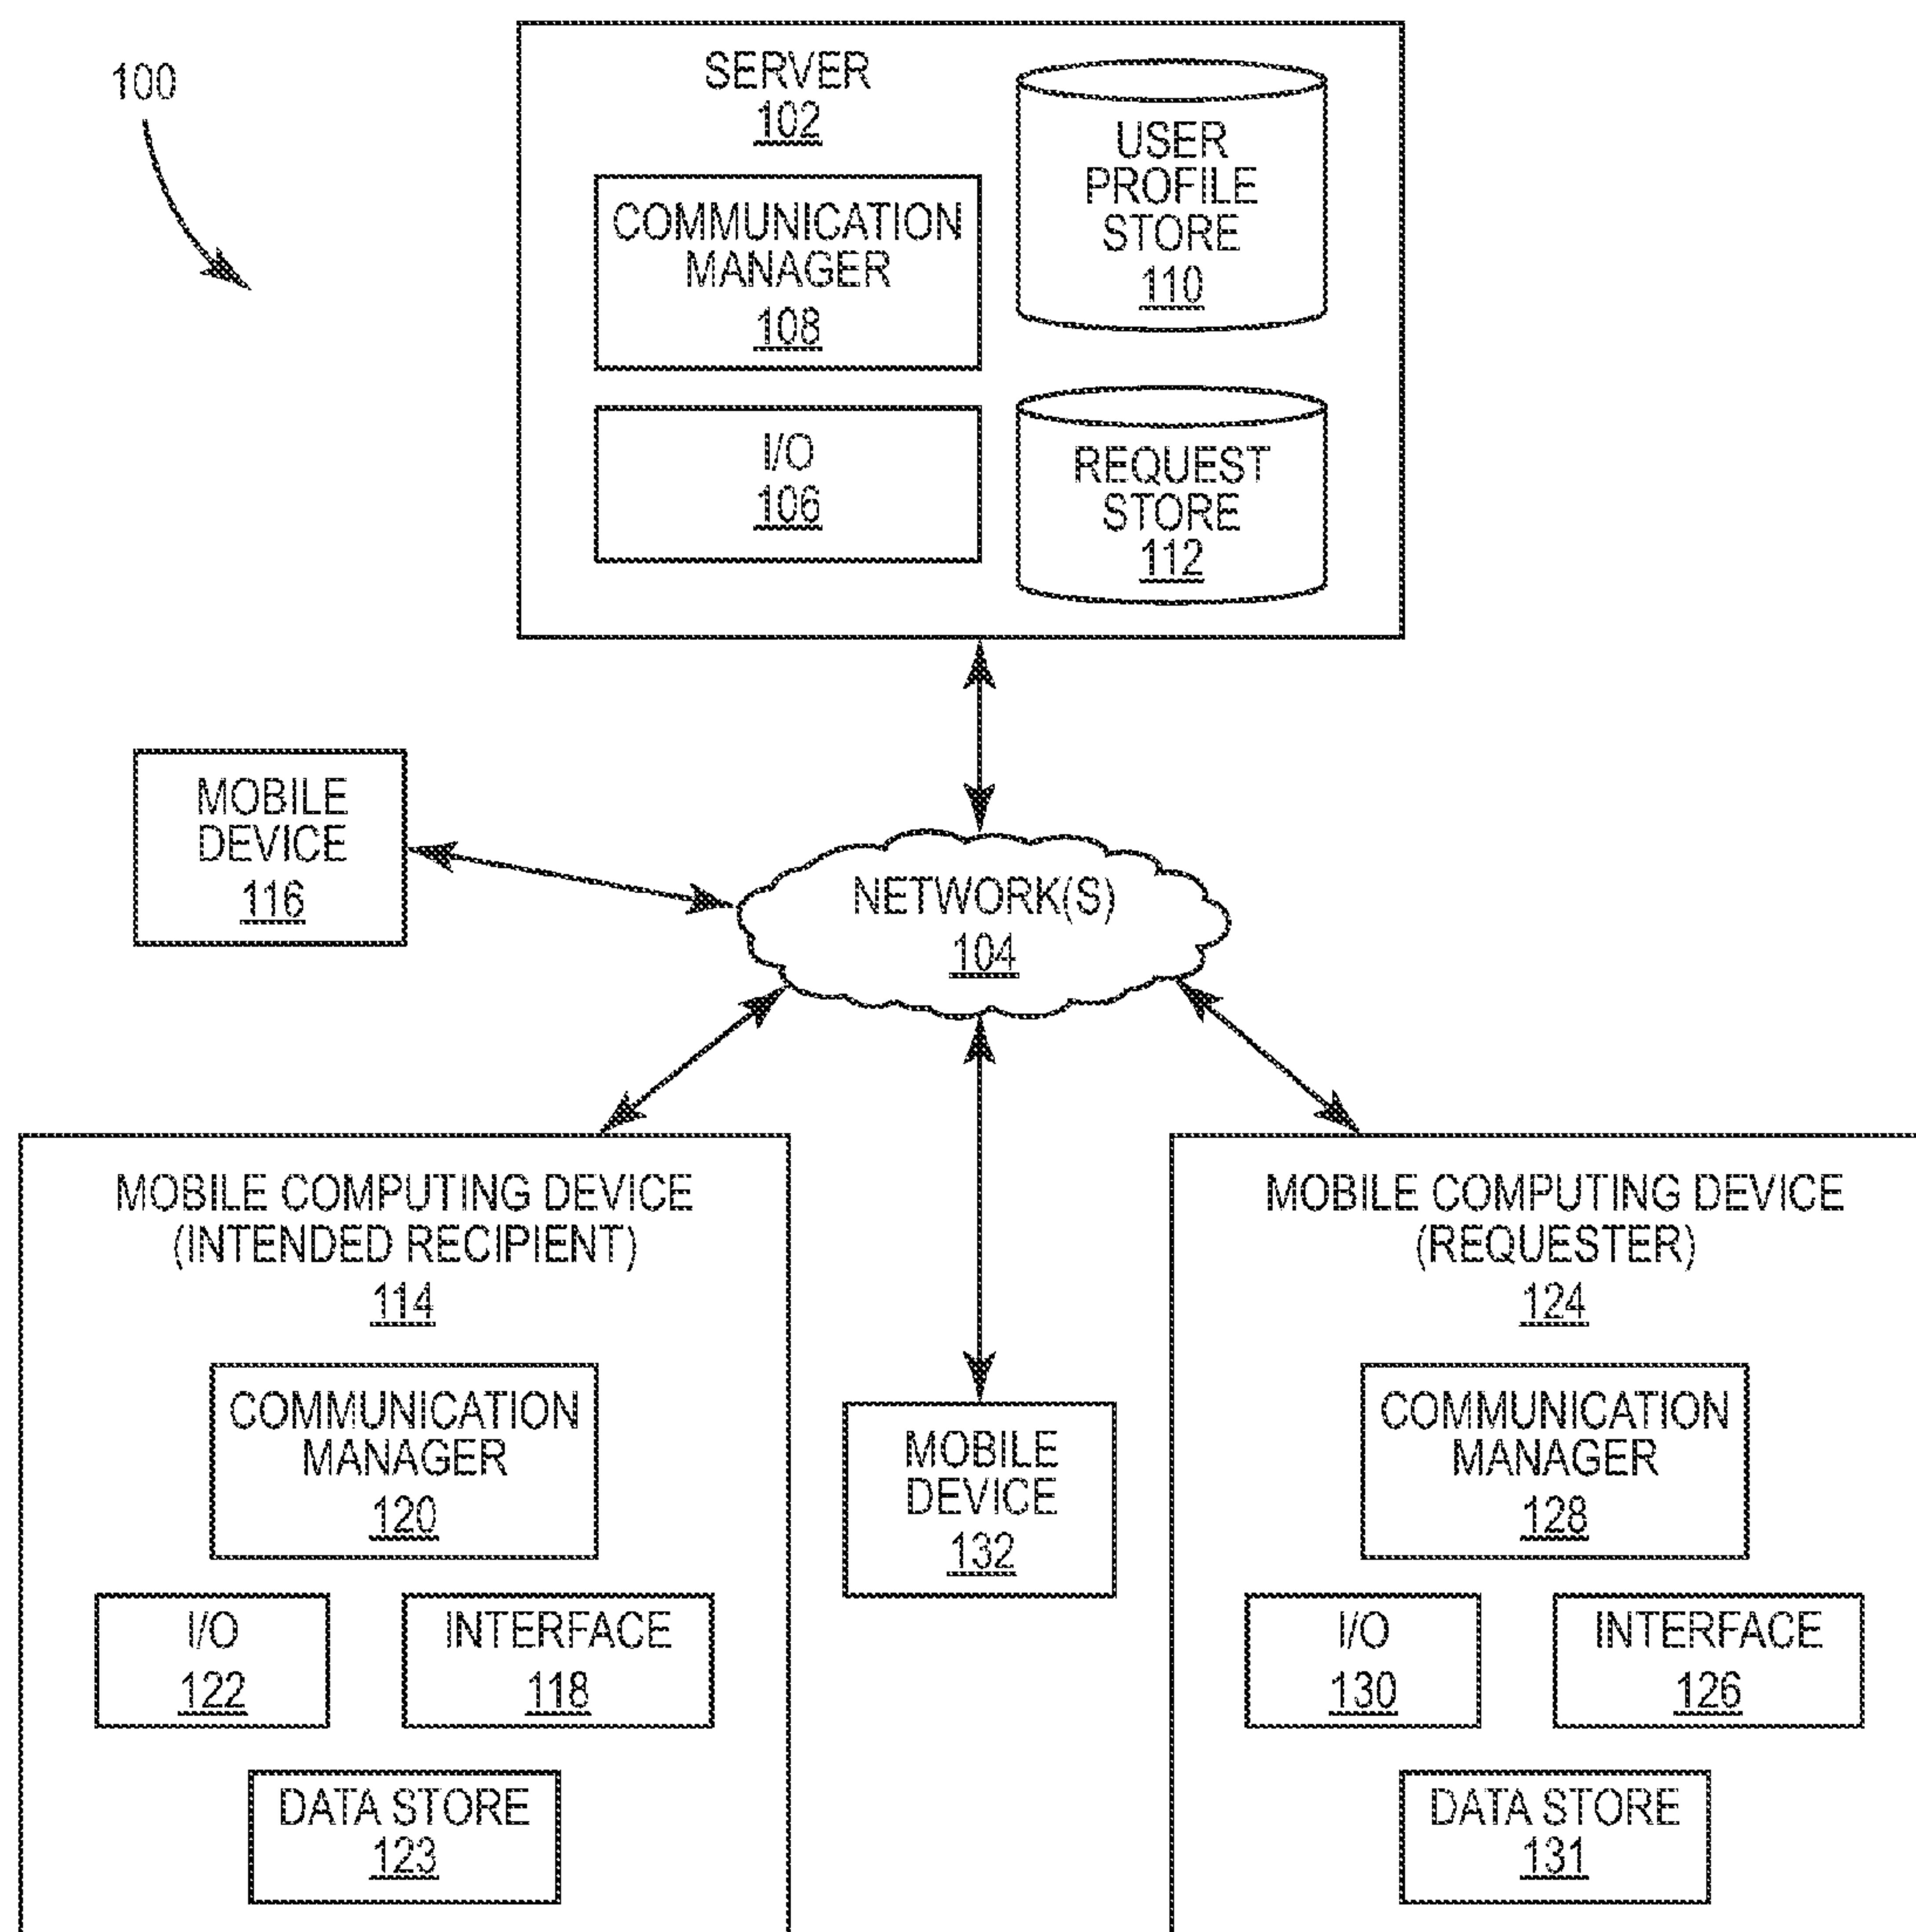 100
SERVER
102
COMMUNICATION
MANAGER
108
USER
PROFILE
STORE
110
I/O
106
REQUEST
STORE
112
MOBILE
DEVICE
116
NETWORK(S)
104
MOBILE COMPUTING DEVICE
(INTENDED RECIPIENT)
114
COMMUNICATION
MANAGER
120
I/O
122
INTERFACE
118
DATA STORE
123
MOBILE
DEVICE
132
MOBILE COMPUTING DEVICE
(REQUESTER)
124
COMMUNICATION
MANAGER
128
I/O
130
INTERFACE
126
DATA STORE
131